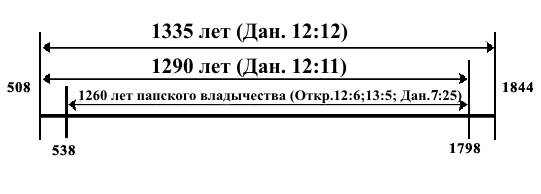 1335 лет (Дан. 12:12)
1290 лет (Дан. 12:11)
508
1260 лет папского владычества (Откр.12:6;13:5; Дан.7:25)
1844
538
1798